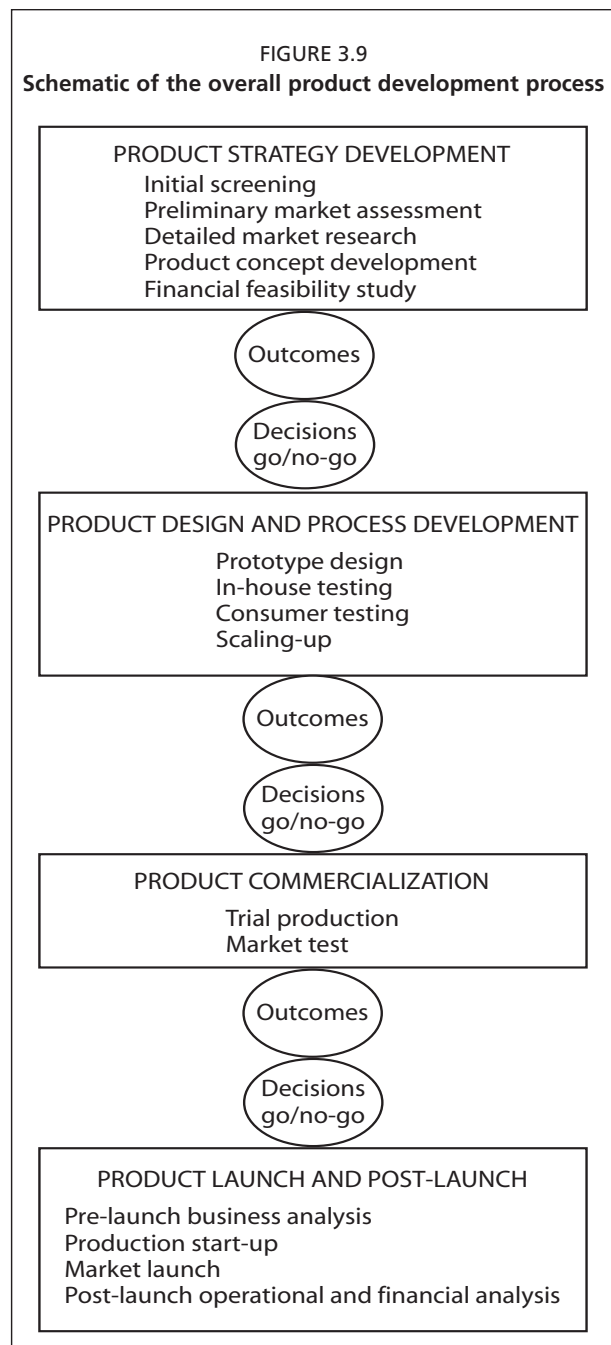 FIGURE 3.9
Schematic of the overall product development process
PRODUCT STRATEGY DEVELOPMENT
Initial screening
Preliminary market assessment
Detailed market research
Product concept development
Financial feasibility study
Outcomes
Decisions
go/no-go
PRODUCT DESIGN AND PROCESS DEVELOPMENT
Prototype design
In-house testing
Consumer testing
Scaling-up
Outcomes
Decisions
go/no-go
PRODUCT COMMERCIALIZATION
Trial production
Market test
Outcomes
Decisions
go/no-go
PRODUCT LAUNCH AND POST-LAUNCH
Pre-launch business analysis
Production start-up
Market launch
Post-launch operational and financial analysis